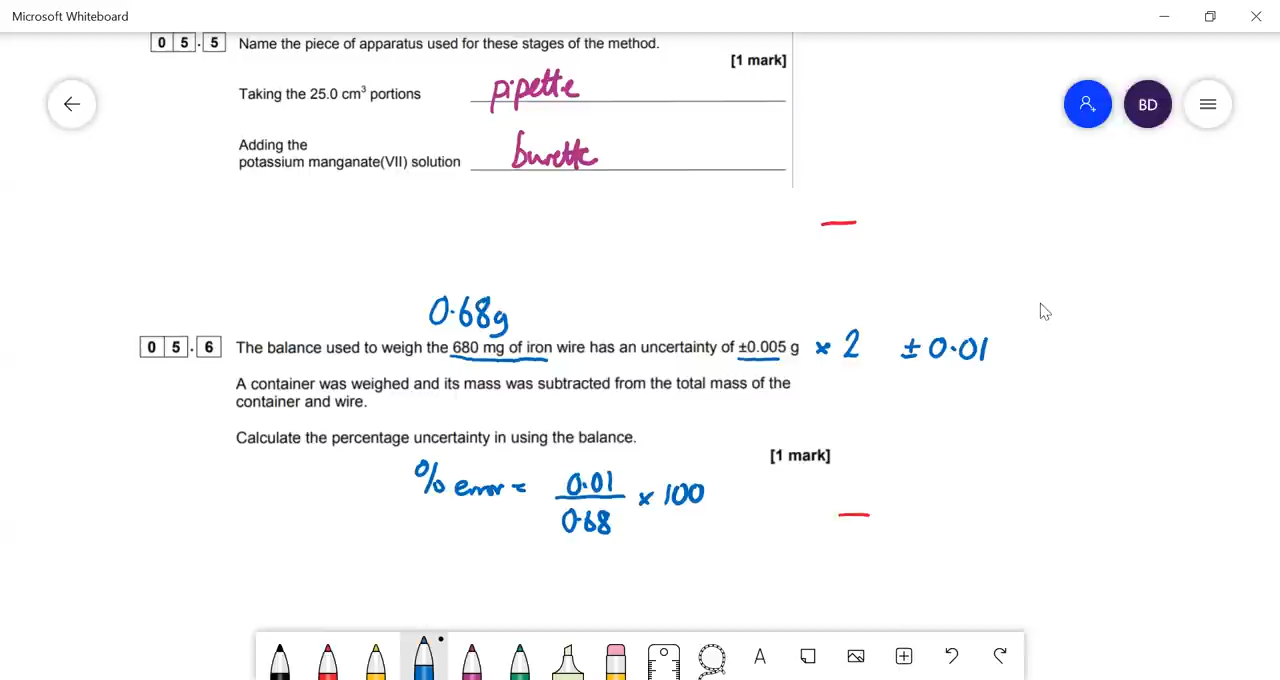 Microsoft Whiteboard
0 5 . 5 Name the piece of apparatus used for these stages of the method.
[1 mark]
Taking the 25.0 cm³ portions pipette
Adding the
potassium manganate(VII) solution burette
BD
0.68g
0 5 . 6 The balance used to weigh the 680 mg of iron wire has an uncertainty of ±0.005 g × 2 ± 0.01
A container was weighed and its mass was subtracted from the total mass of the
container and wire.
Calculate the percentage uncertainty in using the balance.
[1 mark]
% error = 0.01 / 0.68 × 100
A